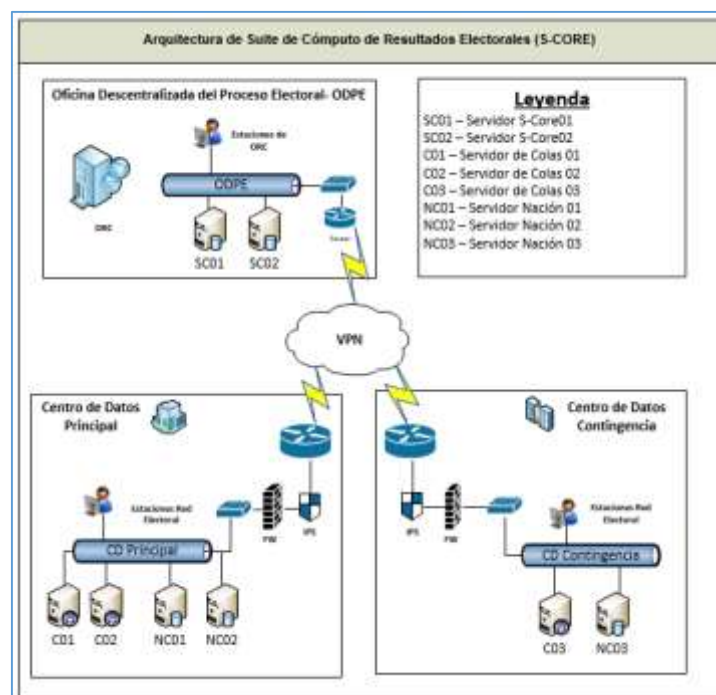 Arquitectura de Suite de Cómputo de Resultados Electorales (S-CORE)
Oficina Descentralizada del Proceso Electoral- ODPE
Estaciones de
ORC
ORC
ODPE
SC01
SC02
Leyenda
SC01 – Servidor S-Core01
SC02 – Servidor S-Core02
C01 – Servidor de Colas 01
C02 – Servidor de Colas 02
C03 – Servidor de Colas 03
NC01 – Servidor Nación 01
NC02 – Servidor Nación 02
NC03 – Servidor Nación 03
VPN
Centro de Datos
Principal
Estaciones Red
Electoral
CD Principal
FW
IPS
C01
C02
NC01
NC02
Centro de Datos
Contingencia
IPS
FW
Estaciones Red
Electoral
CD Contingencia
C03
NC03